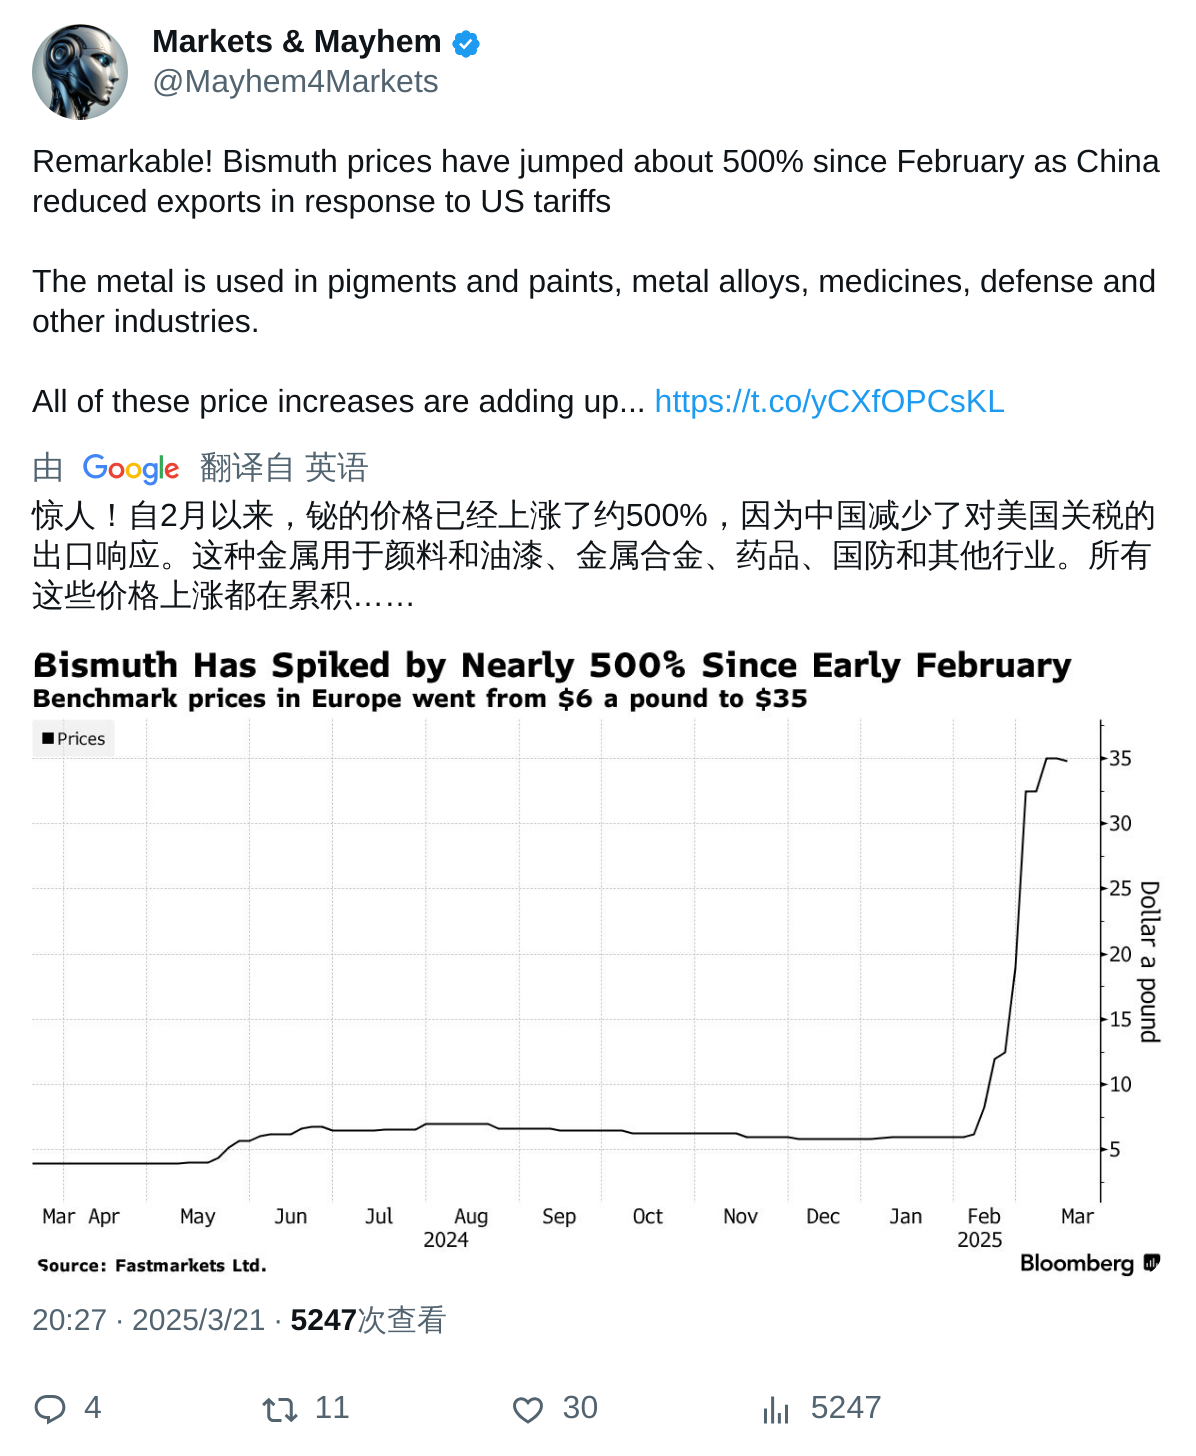 Markets & Mayhem
@Mayhem4Markets
Remarkable! Bismuth prices have jumped about 500% since February as China
reduced exports in response to US tariffs
The metal is used in pigments and paints, metal alloys, medicines, defense and
other industries.
All of these price increases are adding up... https://t.co/yCXfOPCsKL
由 Google 翻译自 英语
惊人！自2月以来，铋的价格已经上涨了约500%，因为中国减少了对美国关税的
出口响应。这种金属用于颜料和油漆、金属合金、药品、国防和其他行业。所有
这些价格上涨都在累积……
Bismuth Has Spiked by Nearly 500% Since Early February
Benchmark prices in Europe went from $6 a pound to $35
Prices
35
30
25
20
15
10
5
Dollar a pound
Mar Apr May Jun Jul Aug Sep Oct Nov Dec Jan Feb Mar
2024 2025
Source: Fastmarkets Ltd.
Bloomberg
20:27 · 2025/3/21 · 5247次查看
4 11 30 5247